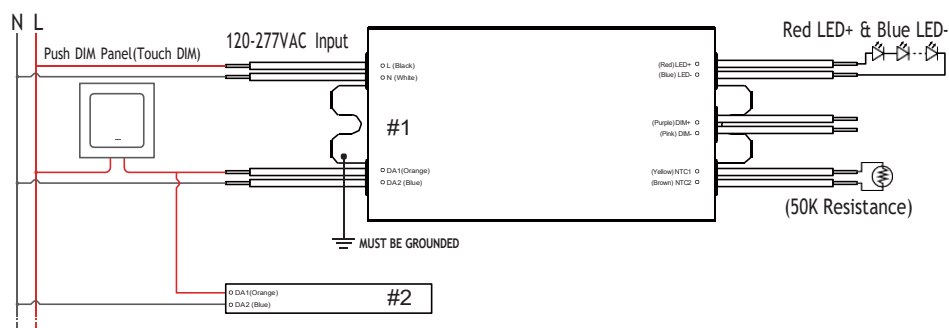 N L
Push DIM Panel(Touch DIM)
120-277VAC Input
Red LED+ & Blue LED-
L (Black)
N (White)
(Red)LED+
(Blue) LED-
#1
(Purple)DIM+
(Pink) DIM-
DA1(Orange)
DA2 (Blue)
(Yellow) NTC1
(Brown) NTC2
(50K Resistance)
MUST BE GROUNDED
DA1(Orange)
DA2 (Blue)
#2